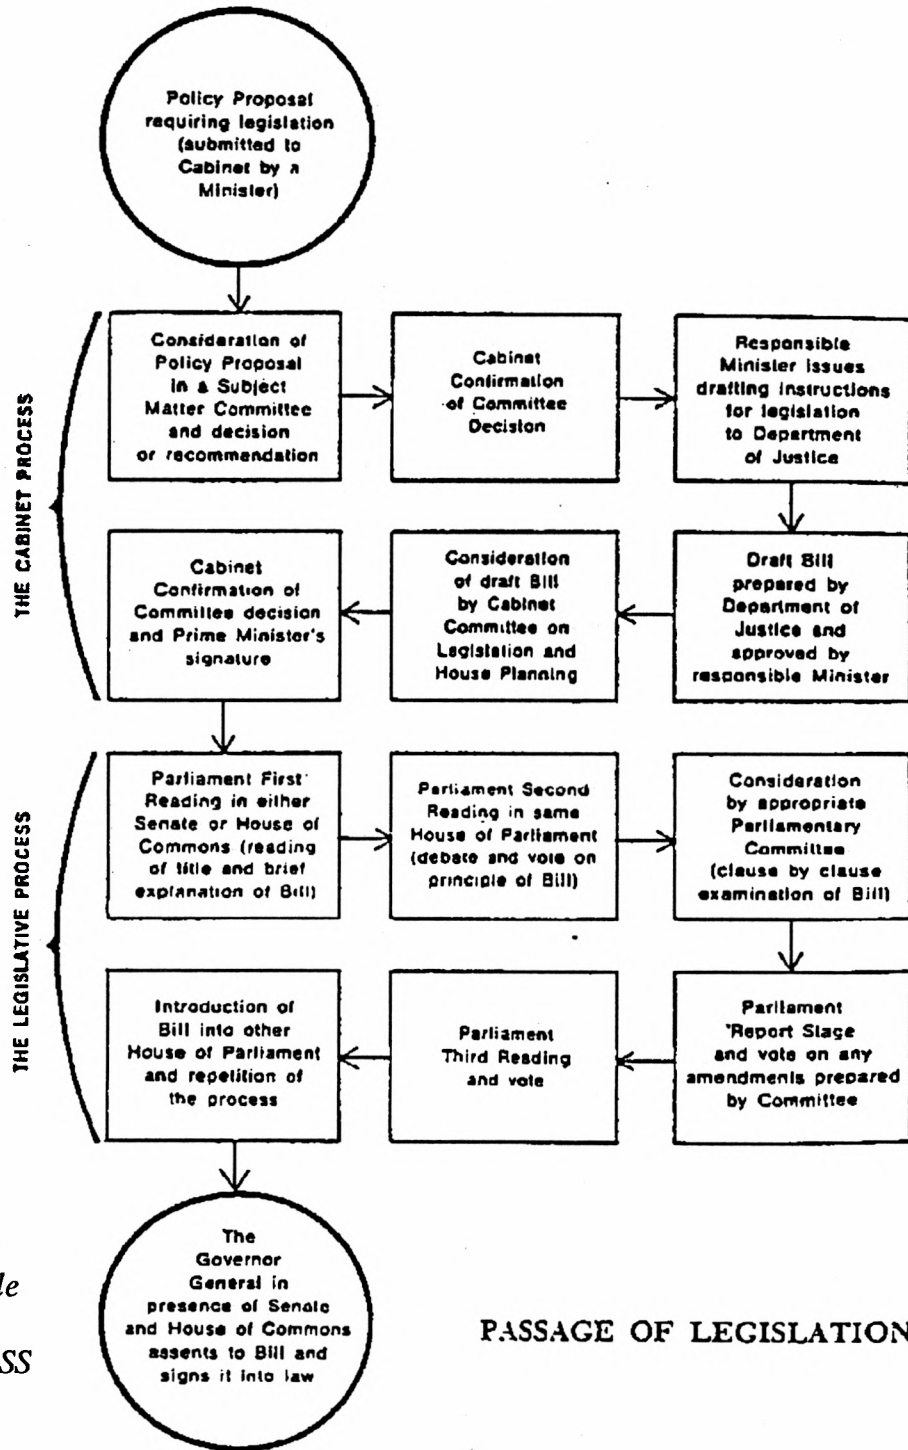 Policy Proposal
requiring legislation
(submitted to
Cabinet by a
Minister)
THE CABINET PROCESS
Consideration of
Policy Proposal
in a Subject
Matter Committee
and decision
or recommendation
Cabinet
Confirmation
of Committee
Decision
Responsible
Minister issues
drafting instructions
for legislation
to Department
of Justice
Draft Bill
prepared by
Department of
Justice and
approved by
responsible Minister
Consideration
of draft Bill
by Cabinet
Committee on
Legislation and
House Planning
Cabinet
Confirmation of
Committee decision
and Prime Minister's
signature
THE LEGISLATIVE PROCESS
Parliament First
Reading in either
Senate or House of
Commons (reading
of title and brief
explanation of Bill)
Parliament Second
Reading in same
House of Parliament
(debate and vote on
principle of Bill)
Consideration
by appropriate
Parliamentary
Committee
(clause by clause
examination of Bill)
Parliament
'Report Stage
and vote on any
amendments prepared
by Committee
Parliament
Third Reading
and vote
Introduction of
Bill into other
House of Parliament
and repetition of
the process
The
Governor
General in
presence of Senate
and House of Commons
assents to Bill and
signs it into law
PASSAGE OF LEGISLATION